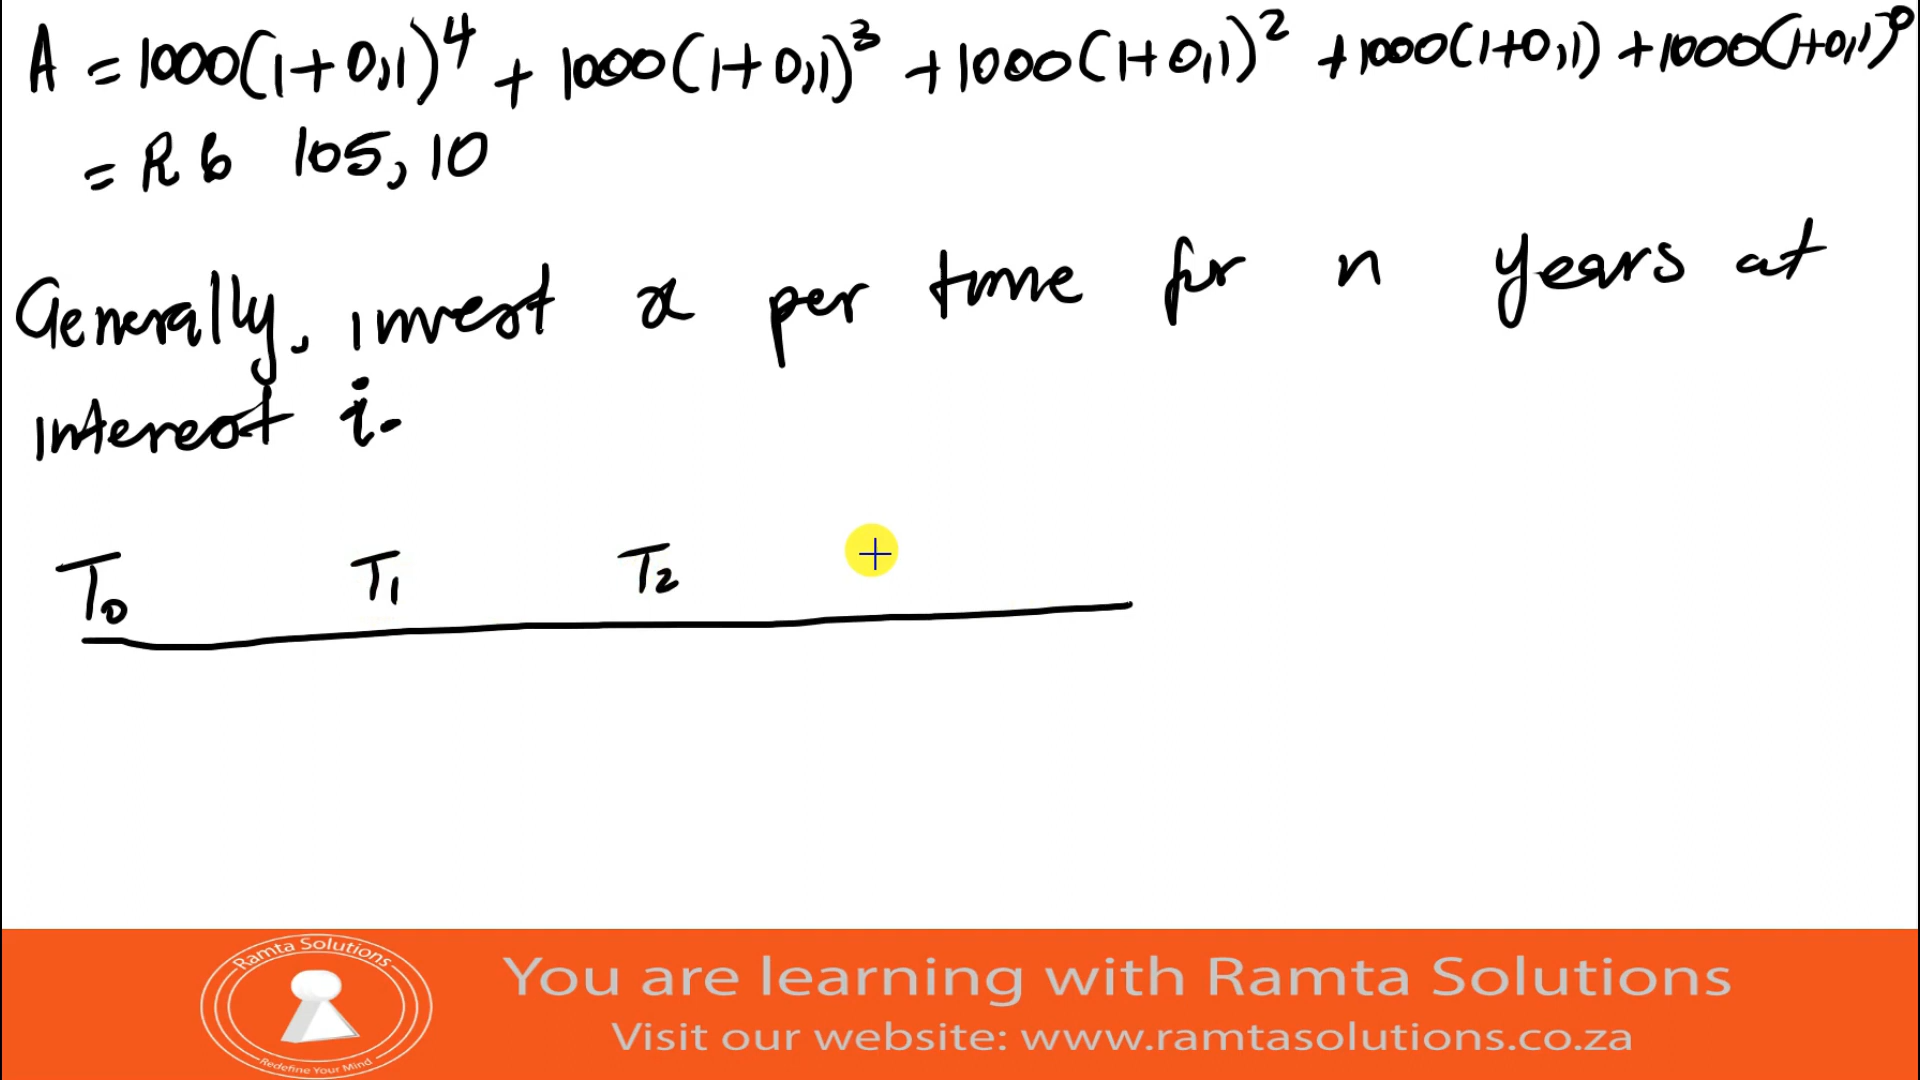 A = 1000(1+0,1)^4 + 1000(1+0,1)^3 + 1000(1+0,1)^2 + 1000(1+0,1) + 1000(1+0,1)^0
= R 6 105,10
Generally, invest x per time for n years at
interest i.
T0 T1 T2
Ramta Solutions
Redefine Your Mind
You are learning with Ramta Solutions
Visit our website: www.ramtasolutions.co.za